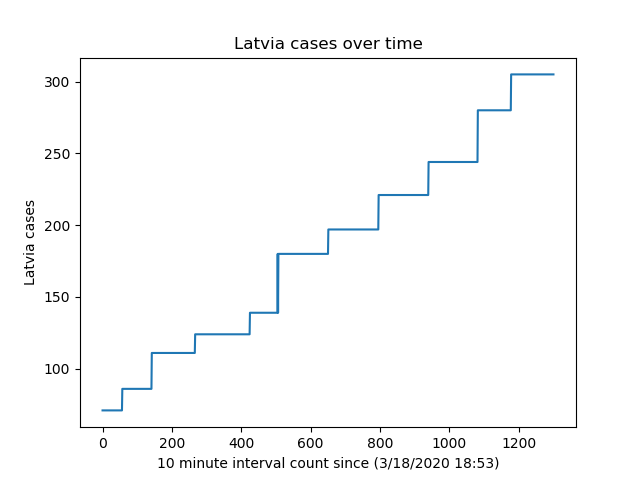 Latvia cases over time
300
250
200
150
100
Latvia cases
0 200 400 600 800 1000 1200
10 minute interval count since (3/18/2020 18:53)